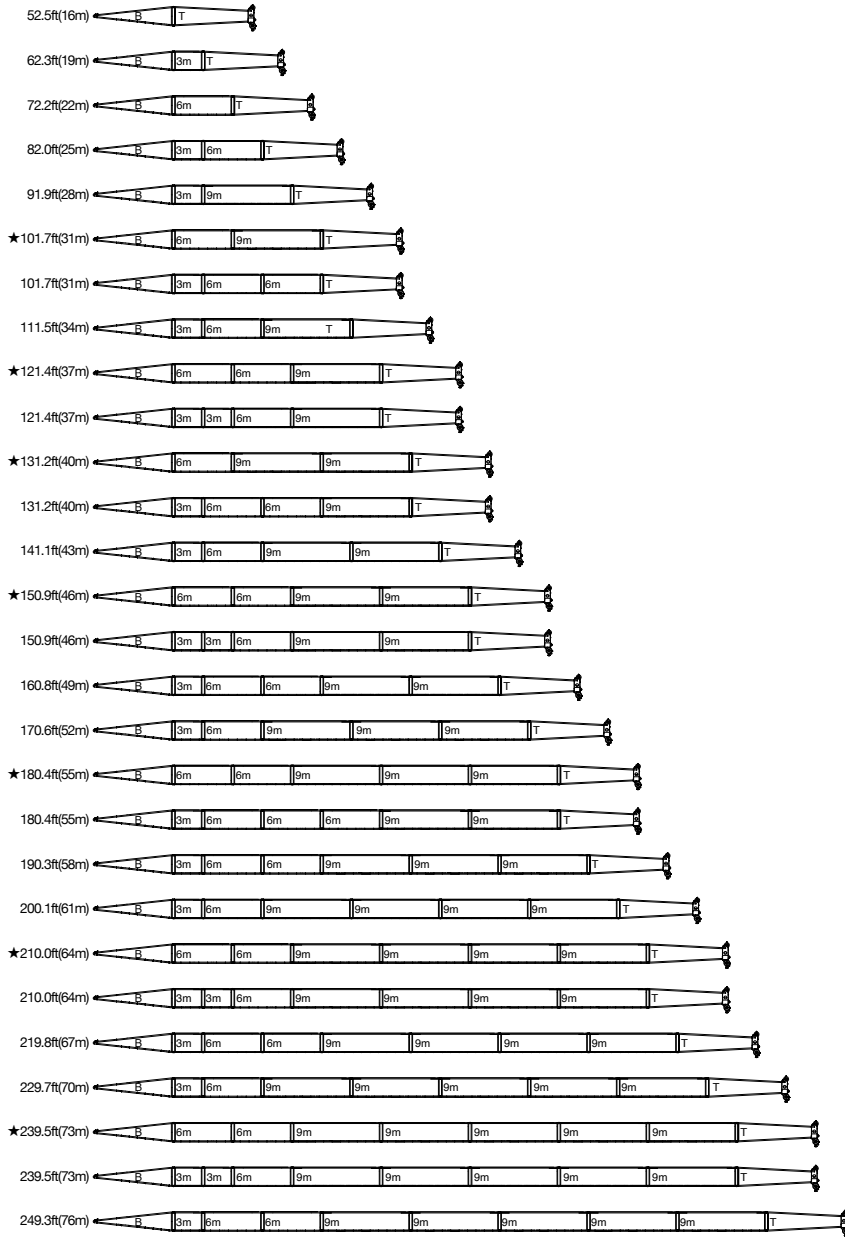 52.5ft(16m) B T
62.3ft(19m) B 3m T
72.2ft(22m) B 6m T
82.0ft(25m) B 3m 6m T
91.9ft(28m) B 3m 9m T
★101.7ft(31m) B 6m 9m T
101.7ft(31m) B 3m 6m 6m T
111.5ft(34m) B 3m 6m 9m T
★121.4ft(37m) B 6m 6m 9m T
121.4ft(37m) B 3m 3m 6m 9m T
★131.2ft(40m) B 6m 9m 9m T
131.2ft(40m) B 3m 6m 6m 9m T
141.1ft(43m) B 3m 6m 9m 9m T
★150.9ft(46m) B 6m 6m 9m 9m T
150.9ft(46m) B 3m 3m 6m 9m 9m T
160.8ft(49m) B 3m 6m 6m 9m 9m T
170.6ft(52m) B 3m 6m 9m 9m 9m T
★180.4ft(55m) B 6m 6m 9m 9m 9m T
180.4ft(55m) B 3m 6m 6m 6m 9m 9m T
190.3ft(58m) B 3m 6m 6m 9m 9m 9m T
200.1ft(61m) B 3m 6m 9m 9m 9m 9m T
★210.0ft(64m) B 6m 6m 9m 9m 9m 9m T
210.0ft(64m) B 3m 3m 6m 9m 9m 9m 9m T
219.8ft(67m) B 3m 6m 6m 9m 9m 9m 9m T
229.7ft(70m) B 3m 6m 9m 9m 9m 9m 9m T
★239.5ft(73m) B 6m 6m 9m 9m 9m 9m 9m T
239.5ft(73m) B 3m 3m 6m 9m 9m 9m 9m 9m T
249.3ft(76m) B 3m 6m 6m 9m 9m 9m 9m 9m T